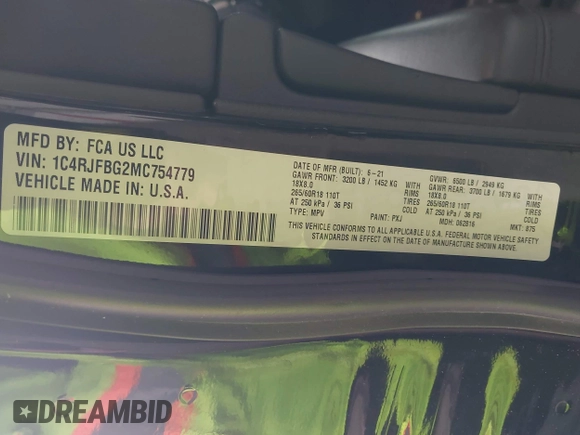 MFD BY: FCA US LLC
VIN: 1C4RJFBG2MC754779
VEHICLE MADE IN: U.S.A.
DATE OF MFR (BUILT): 6-21 GVWR: 6500 LB / 2949 KG
GAWR FRONT: 3200 LB / 1452 KG WITH GAWR REAR: 3700 LB / 1679 KG WITH
18X8.0 RIMS 18X8.0 RIMS
265/60R18 110T TIRES 265/60R18 110T TIRES
AT 250 kPa / 36 PSI COLD AT 250 kPa / 36 PSI COLD
TYPE: MPV PAINT: PXJ MDH: 062816 MKT: 875
THIS VEHICLE CONFORMS TO ALL APPLICABLE U.S.A. FEDERAL MOTOR VEHICLE SAFETY
STANDARDS IN EFFECT ON THE DATE OF MANUFACTURE SHOWN ABOVE.
DREAMBID